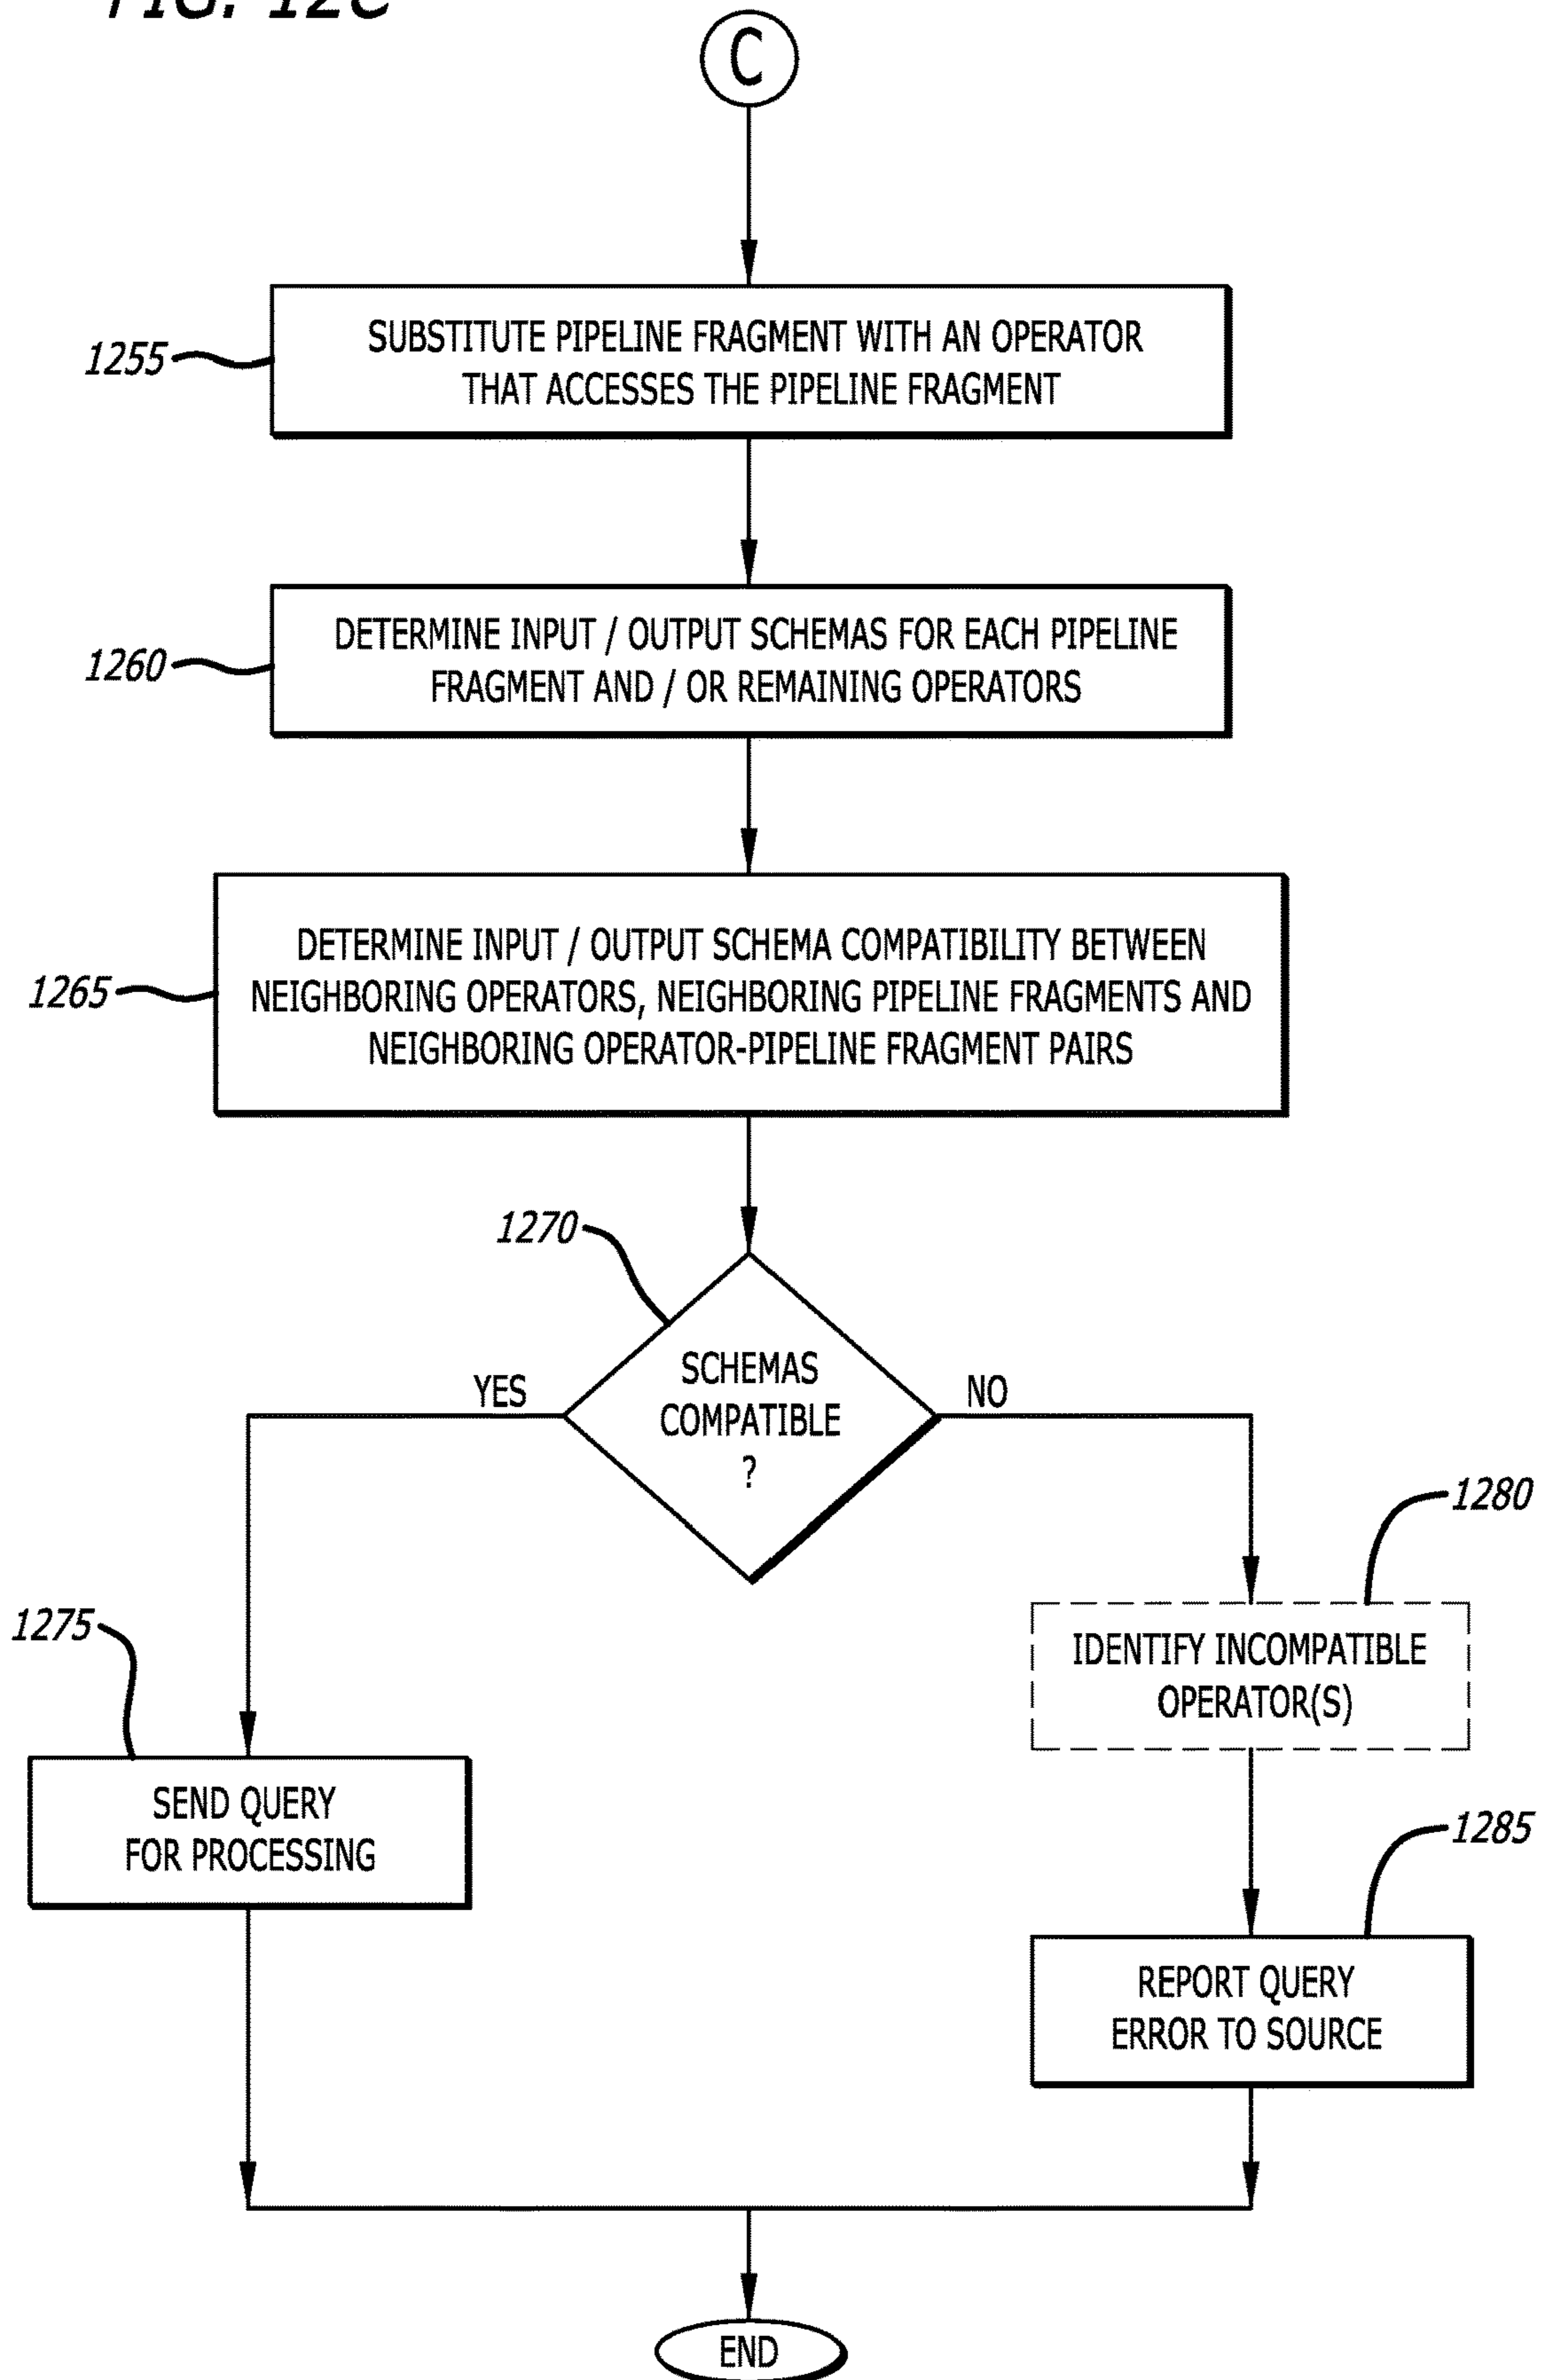 FIG. 12C
C
1255
SUBSTITUTE PIPELINE FRAGMENT WITH AN OPERATOR
THAT ACCESSES THE PIPELINE FRAGMENT
1260
DETERMINE INPUT / OUTPUT SCHEMAS FOR EACH PIPELINE
FRAGMENT AND / OR REMAINING OPERATORS
1265
DETERMINE INPUT / OUTPUT SCHEMA COMPATIBILITY BETWEEN
NEIGHBORING OPERATORS, NEIGHBORING PIPELINE FRAGMENTS AND
NEIGHBORING OPERATOR-PIPELINE FRAGMENT PAIRS
1270
SCHEMAS
COMPATIBLE
?
YES
NO
1280
IDENTIFY INCOMPATIBLE
OPERATOR(S)
1275
SEND QUERY
FOR PROCESSING
1285
REPORT QUERY
ERROR TO SOURCE
END